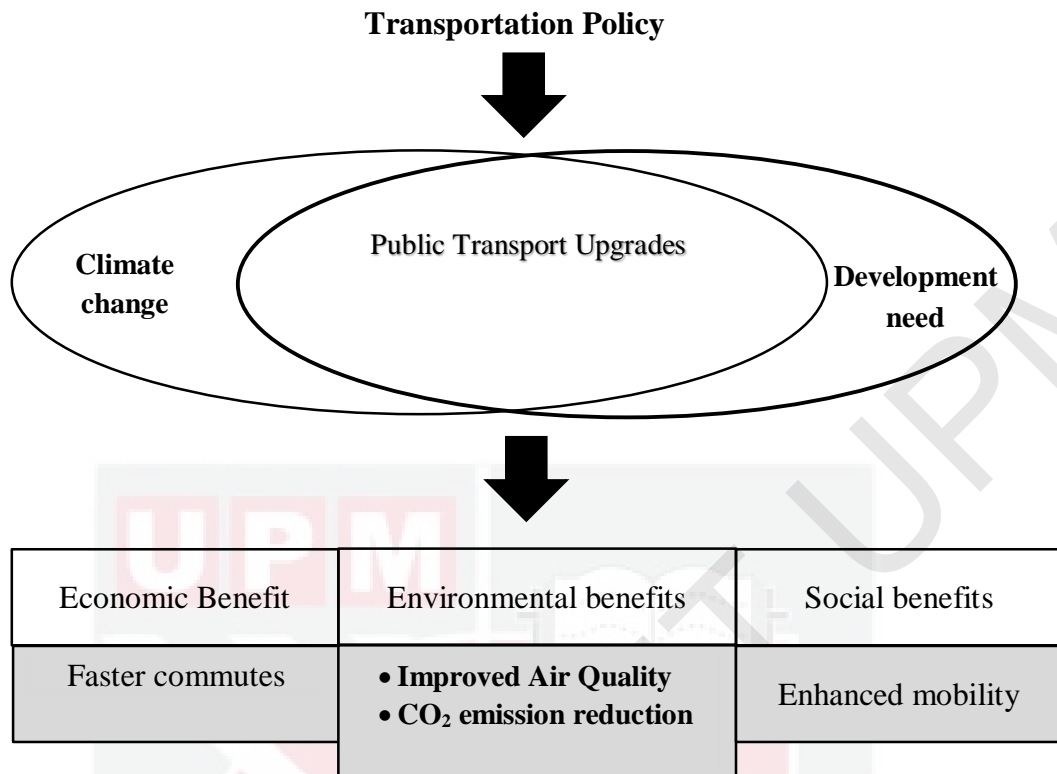 Transportation Policy
Climate
change
Public Transport Upgrades
Development
need
UPM
Economic Benefit
Environmental benefits
Social benefits
Faster commutes
• Improved Air Quality
• CO₂ emission reduction
Enhanced mobility